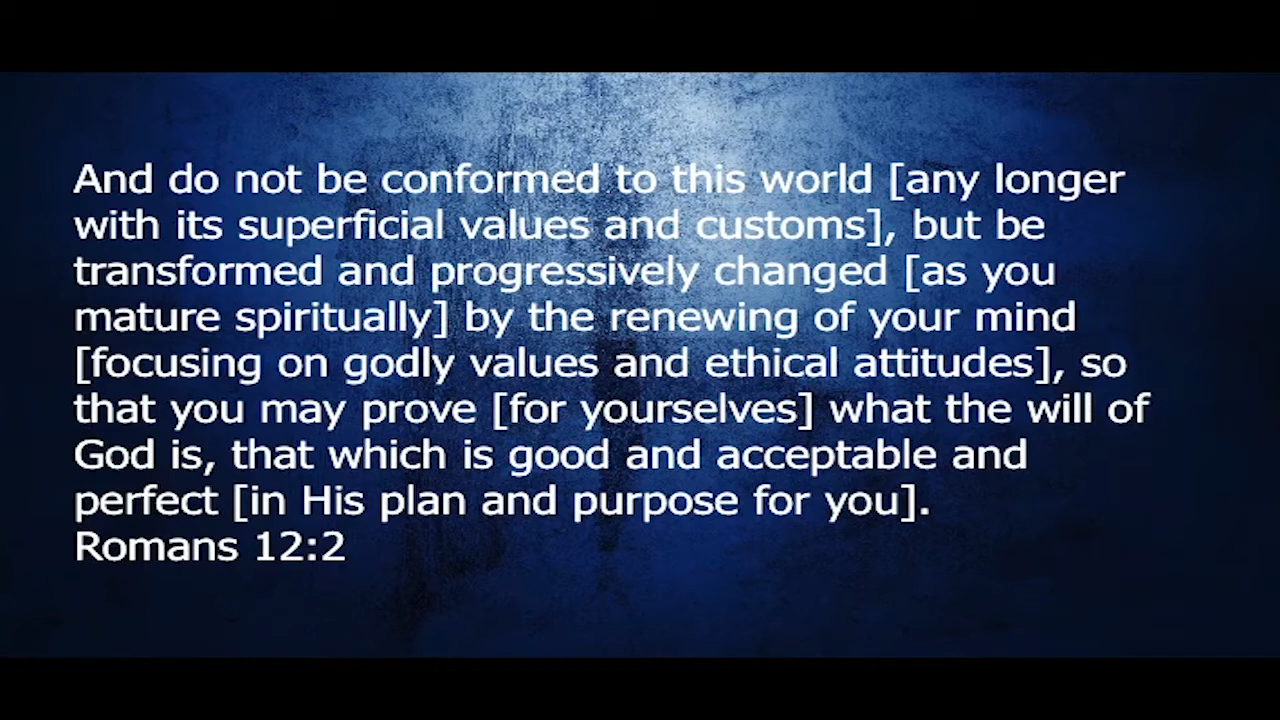 And do not be conformed to this world [any longer
with its superficial values and customs], but be
transformed and progressively changed [as you
mature spiritually] by the renewing of your mind
[focusing on godly values and ethical attitudes], so
that you may prove [for yourselves] what the will of
God is, that which is good and acceptable and
perfect [in His plan and purpose for you].
Romans 12:2